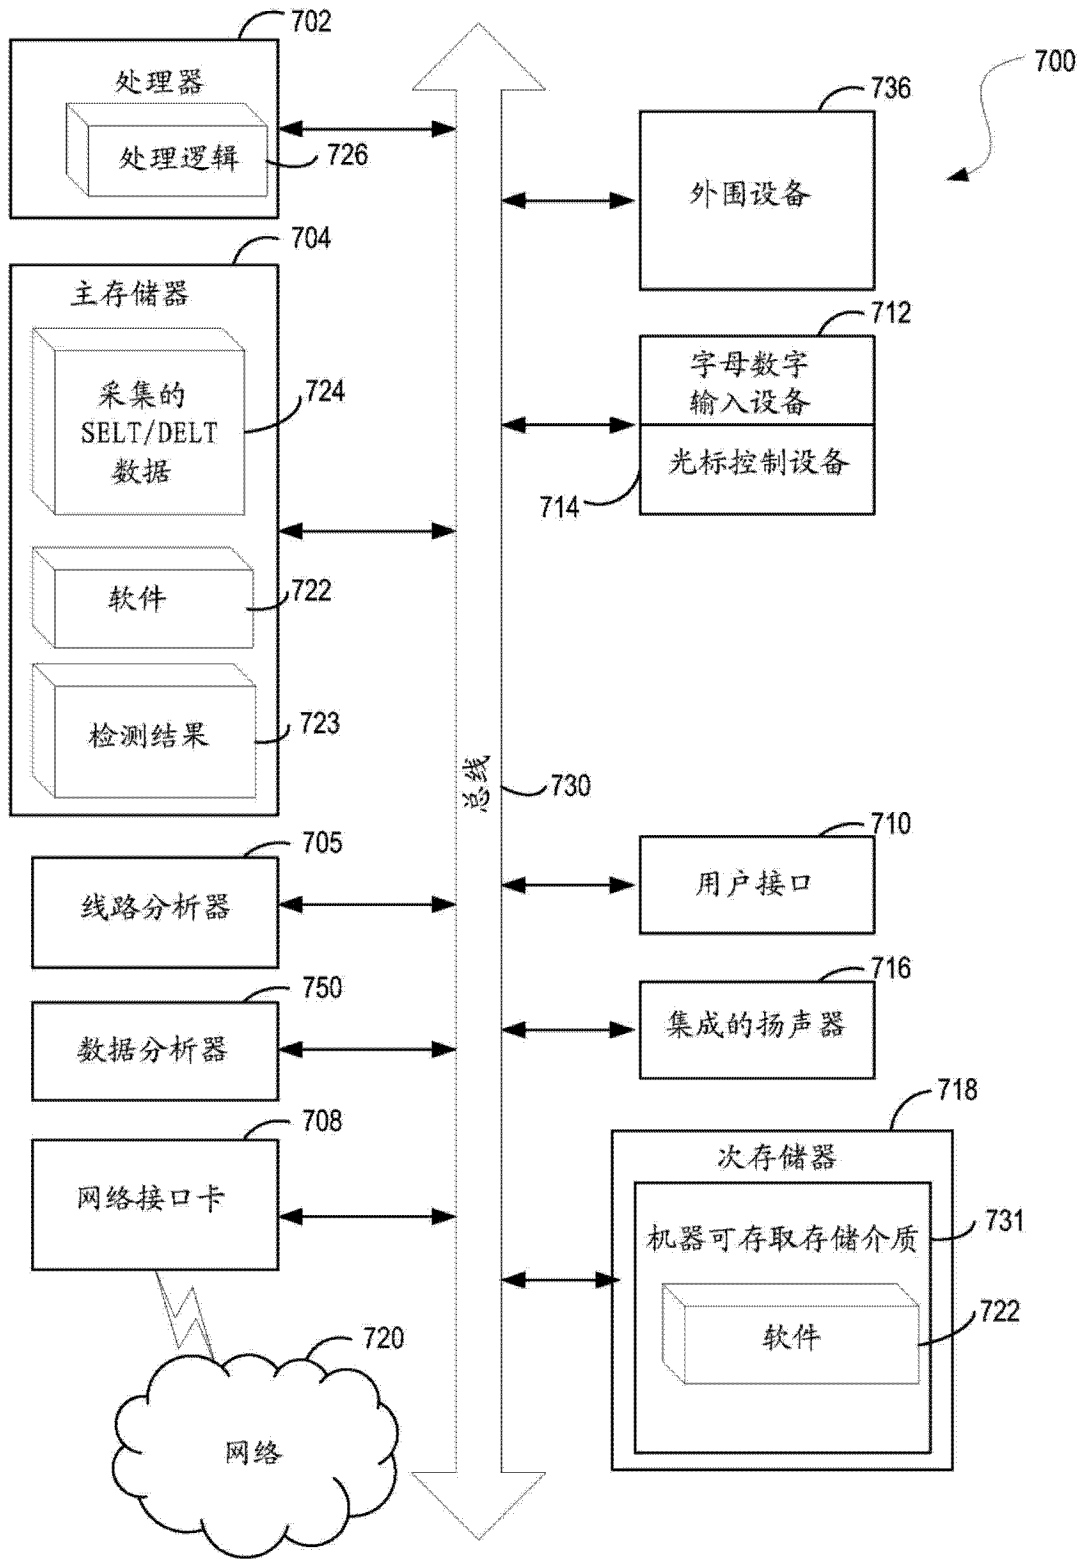 702
处理器
处理逻辑
726
704
主存储器
采集的
SELT/DELT
数据
724
软件
722
检测结果
723
705
线路分析器
750
数据分析器
708
网络接口卡
720
网络
总线
730
700
736
外围设备
712
字母数字
输入设备
光标控制设备
714
710
用户接口
716
集成的扬声器
718
次存储器
机器可存取存储介质
731
软件
722